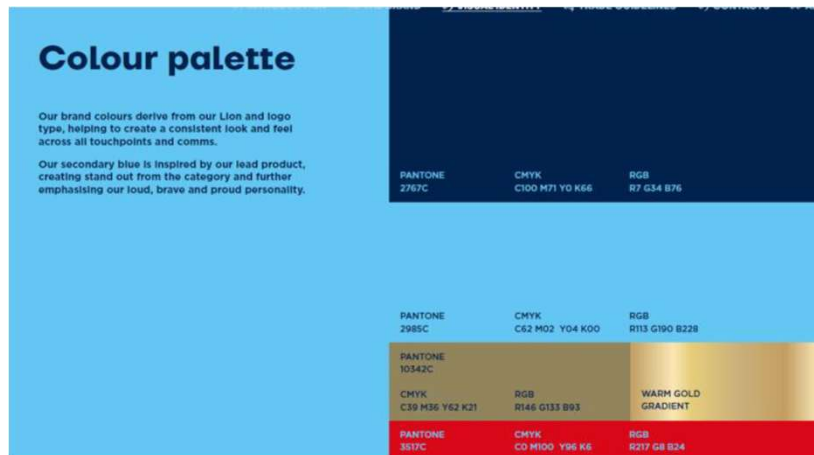 Colour palette
Our brand colours derive from our Lion and logo
type, helping to create a consistent look and feel
across all touchpoints and comms.
Our secondary blue is inspired by our lead product,
creating stand out from the category and further
emphasising our loud, brave and proud personality.
PANTONE CMYK RGB
2767C C100 M71 Y0 K66 R7 G34 B76
PANTONE CMYK RGB
2985C C62 M02 Y04 K00 R113 G190 B228
PANTONE
10342C
CMYK RGB WARM GOLD
C39 M36 Y62 K21 R146 G133 B93 GRADIENT
PANTONE CMYK RGB
3517C C0 M100 Y96 K6 R217 G8 B24